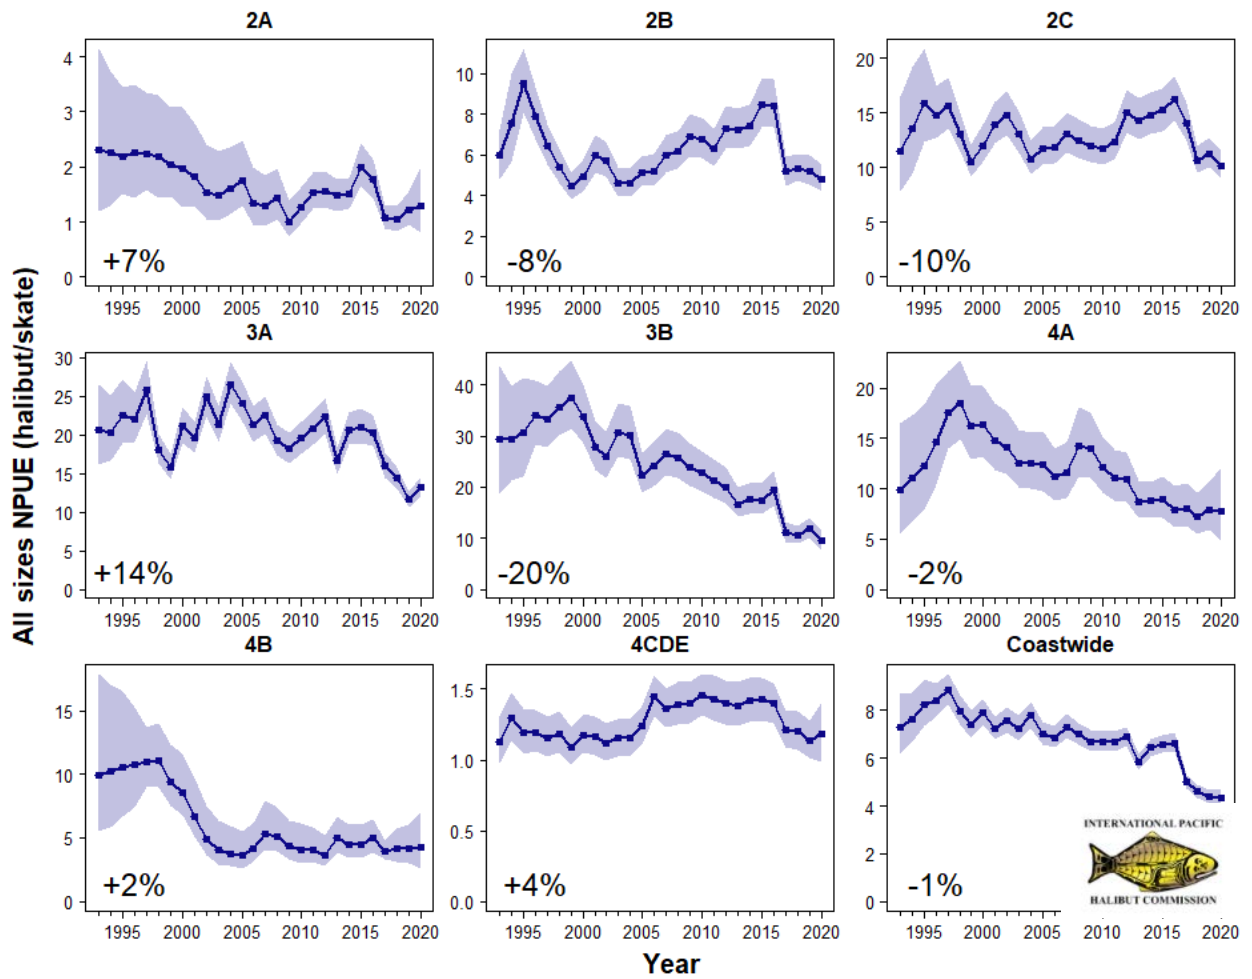 2A
2B
2C
4
3
2
1
0
+7%
10
8
6
4
2
0
-8%
20
15
10
5
0
-10%
1995 2000 2005 2010 2015 2020
1995 2000 2005 2010 2015 2020
1995 2000 2005 2010 2015 2020
All sizes NPUE (halibut/skate)
3A
3B
4A
30
25
20
15
10
5
0
+14%
40
30
20
10
0
-20%
20
15
10
5
0
-2%
1995 2000 2005 2010 2015 2020
1995 2000 2005 2010 2015 2020
1995 2000 2005 2010 2015 2020
4B
4CDE
Coastwide
15
10
5
0
+2%
1.5
1.0
0.5
0.0
+4%
8
6
4
2
0
-1%
INTERNATIONAL PACIFIC
HALIBUT COMMISSION
1995 2000 2005 2010 2015 2020
1995 2000 2005 2010 2015 2020
1995 2000 2005 2010 2015 2020
Year